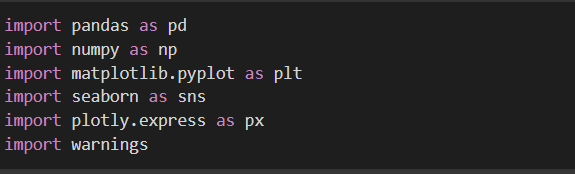 import pandas as pd
import numpy as np
import matplotlib.pyplot as plt
import seaborn as sns
import plotly.express as px
import warnings